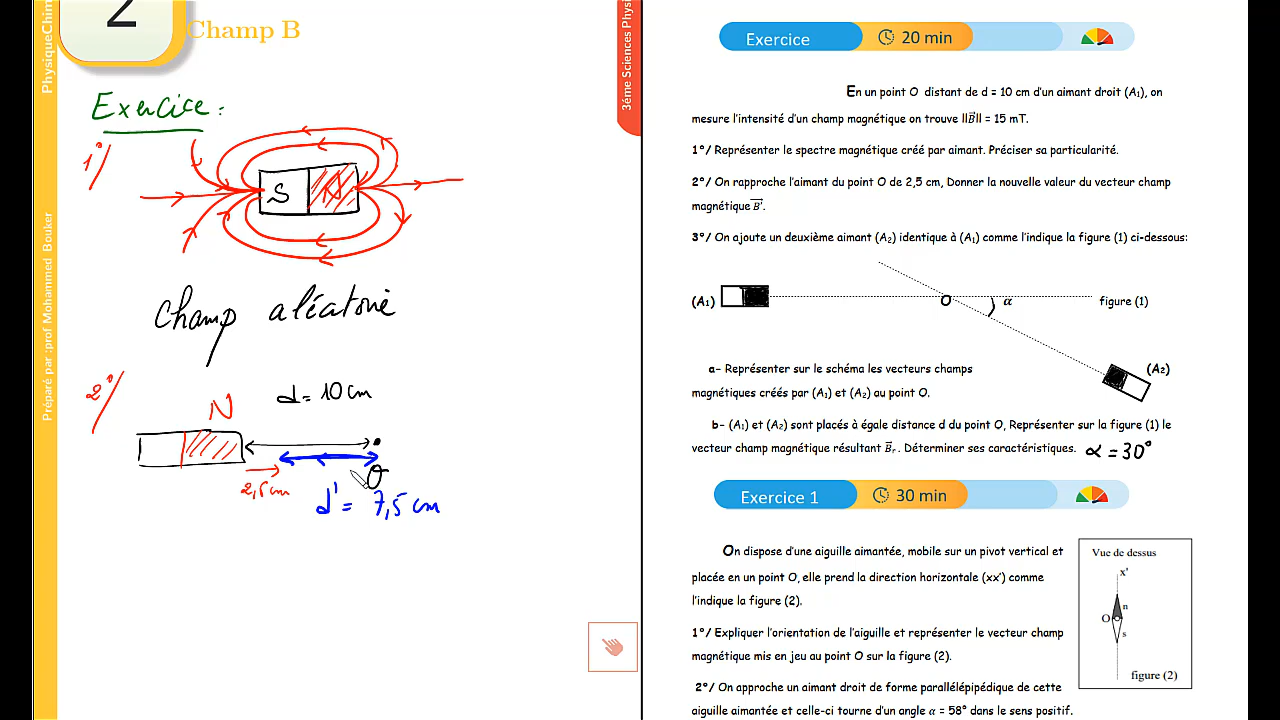 2
Champ B
PhysiqueChim
Préparé par :prof Mohammed Bouker
3éme Sciences Physi
Exercice :
1°/
S N
champ aléatoire
2°/
N
d = 10 cm
2,5 cm
O
d' = 7,5 cm
Exercice 20 min
En un point O distant de d = 10 cm d'un aimant droit (A₁), on
mesure l'intensité d'un champ magnétique on trouve ||B⃗|| = 15 mT.
1°/ Représenter le spectre magnétique créé par aimant. Préciser sa particularité.
2°/ On rapproche l'aimant du point O de 2,5 cm, Donner la nouvelle valeur du vecteur champ
magnétique B⃗'.
3°/ On ajoute un deuxième aimant (A₂) identique à (A₁) comme l'indique la figure (1) ci-dessous:
(A₁) O α figure (1)
(A₂)
a- Représenter sur le schéma les vecteurs champs
magnétiques créés par (A₁) et (A₂) au point O.
b- (A₁) et (A₂) sont placés à égale distance d du point O, Représenter sur la figure (1) le
vecteur champ magnétique résultant B⃗r . Déterminer ses caractéristiques. α = 30°
Exercice 1 30 min
On dispose d'une aiguille aimantée, mobile sur un pivot vertical et
placée en un point O, elle prend la direction horizontale (xx') comme
l'indique la figure (2).
1°/ Expliquer l'orientation de l'aiguille et représenter le vecteur champ
magnétique mis en jeu au point O sur la figure (2).
2°/ On approche un aimant droit de forme parallélépipédique de cette
aiguille aimantée et celle-ci tourne d'un angle α = 58° dans le sens positif.
Vue de dessus
x'
n
O
s
figure (2)